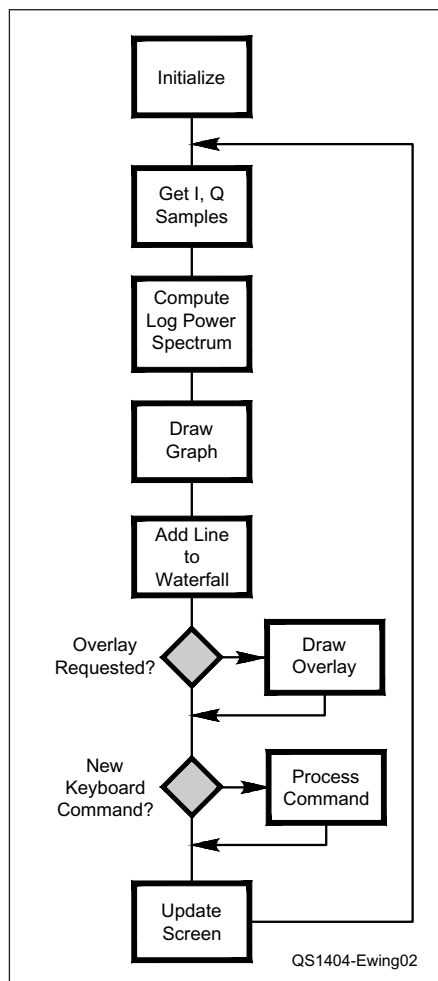 Initialize
Get I, Q
Samples
Compute
Log Power
Spectrum
Draw
Graph
Add Line
to
Waterfall
Overlay
Requested?
Draw
Overlay
New
Keyboard
Command?
Process
Command
Update
Screen
QS1404-Ewing02